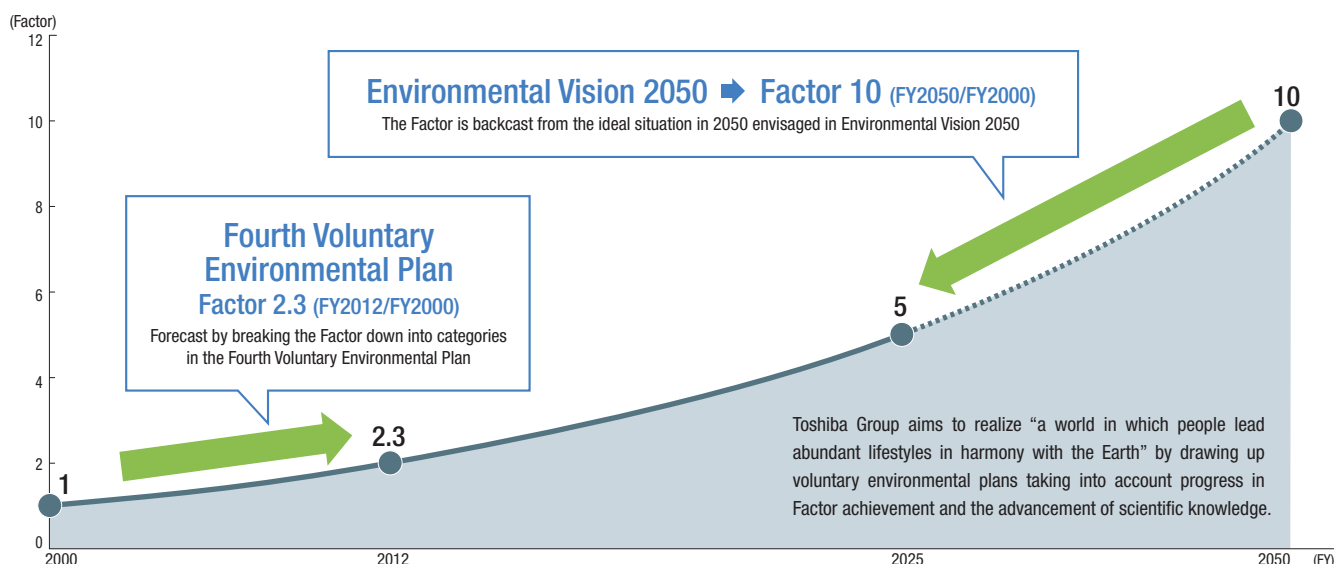 (Factor)
12
10
8
6
4
2
0
Environmental Vision 2050 ➡ Factor 10 (FY2050/FY2000)
The Factor is backcast from the ideal situation in 2050 envisaged in Environmental Vision 2050
Fourth Voluntary
Environmental Plan
Factor 2.3 (FY2012/FY2000)
Forecast by breaking the Factor down into categories
in the Fourth Voluntary Environmental Plan
1
2.3
5
10
Toshiba Group aims to realize “a world in which people lead
abundant lifestyles in harmony with the Earth” by drawing up
voluntary environmental plans taking into account progress in
Factor achievement and the advancement of scientific knowledge.
2000 2012 2025 2050 (FY)